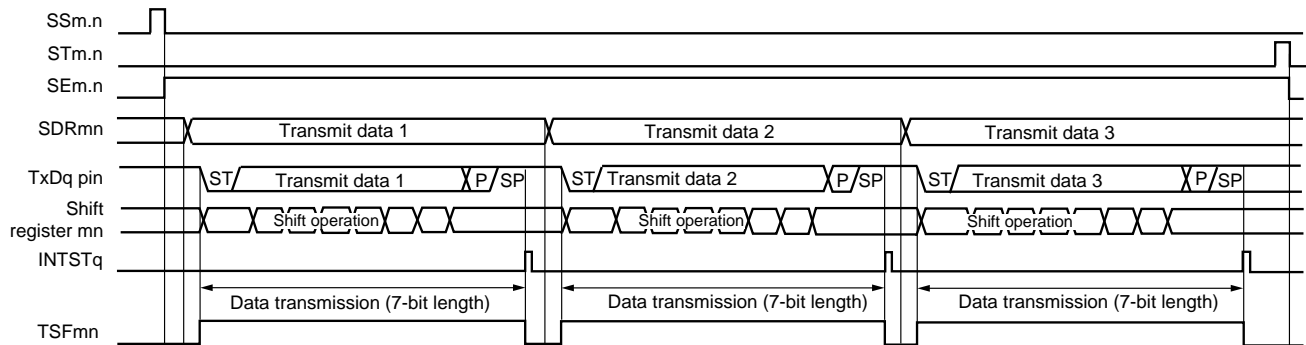 SSm.n
STm.n
SEm.n
SDRmn Transmit data 1 Transmit data 2 Transmit data 3
TxDq pin ST Transmit data 1 P SP ST Transmit data 2 P SP ST Transmit data 3 P SP
Shift
register mn Shift operation Shift operation Shift operation
INTSTq
Data transmission (7-bit length) Data transmission (7-bit length) Data transmission (7-bit length)
TSFmn